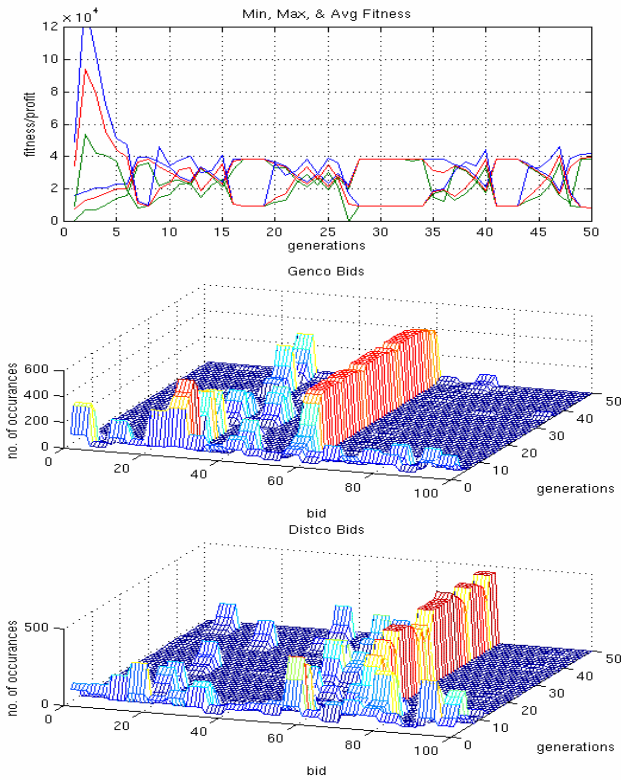 Min, Max, & Avg Fitness
x 10^4
12
10
8
6
4
2
0
fitness/profit
0 5 10 15 20 25 30 35 40 45 50
generations
Genco Bids
600
400
200
0
no. of occurances
0 20 40 60 80 100
bid
0 10 20 30 40 50
generations
Distco Bids
500
0
no. of occurances
0 20 40 60 80 100
bid
0 10 20 30 40 50
generations